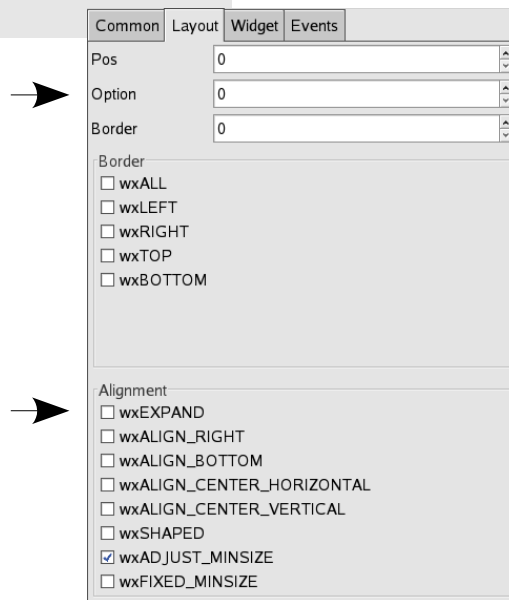 Common Layout Widget Events
Pos 0
Option 0
Border 0
Border
wxALL
wxLEFT
wxRIGHT
wxTOP
wxBOTTOM
Alignment
wxEXPAND
wxALIGN_RIGHT
wxALIGN_BOTTOM
wxALIGN_CENTER_HORIZONTAL
wxALIGN_CENTER_VERTICAL
wxSHAPED
wxADJUST_MINSIZE
wxFIXED_MINSIZE